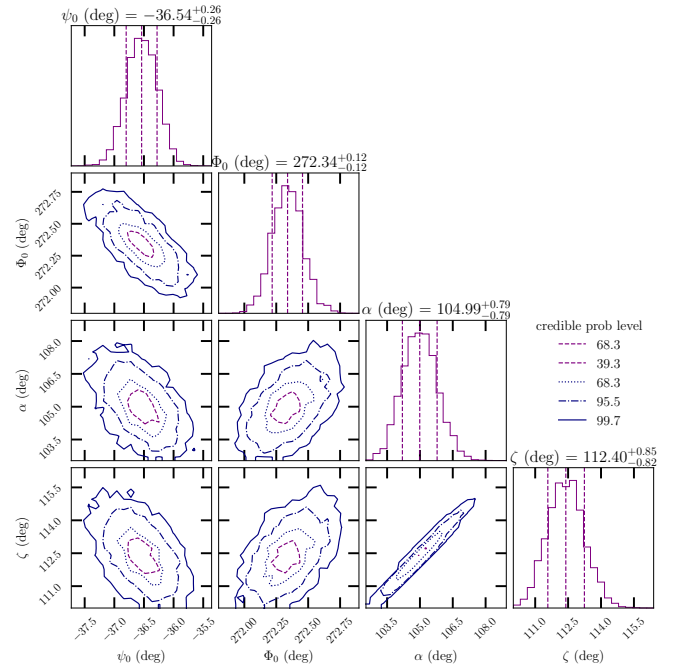 ψ_0 (deg) = −36.54^{+0.26}_{−0.26}
Φ_0 (deg) = 272.34^{+0.12}_{−0.12}
272.75
272.50
272.25
272.00
Φ_0 (deg)
α (deg) = 104.99^{+0.79}_{−0.79}
108.0
106.5
105.0
103.5
α (deg)
credible prob level
68.3
39.3
68.3
95.5
99.7
ζ (deg) = 112.40^{+0.85}_{−0.82}
115.5
114.0
112.5
111.0
ζ (deg)
−37.5 −37.0 −36.5 −36.0 −35.5
272.00 272.25 272.50 272.75
103.5 105.0 106.5 108.0
111.0 112.5 114.0 115.5
ψ_0 (deg) Φ_0 (deg) α (deg) ζ (deg)